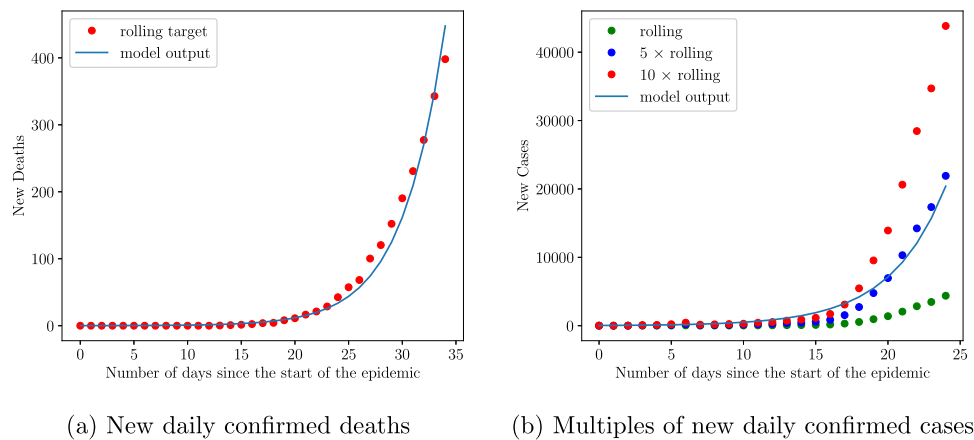 rolling target
model output
New Deaths
400
300
200
100
0
0 5 10 15 20 25 30 35
Number of days since the start of the epidemic
(a) New daily confirmed deaths
rolling
5 × rolling
10 × rolling
model output
New Cases
40000
30000
20000
10000
0
0 5 10 15 20 25
Number of days since the start of the epidemic
(b) Multiples of new daily confirmed cases